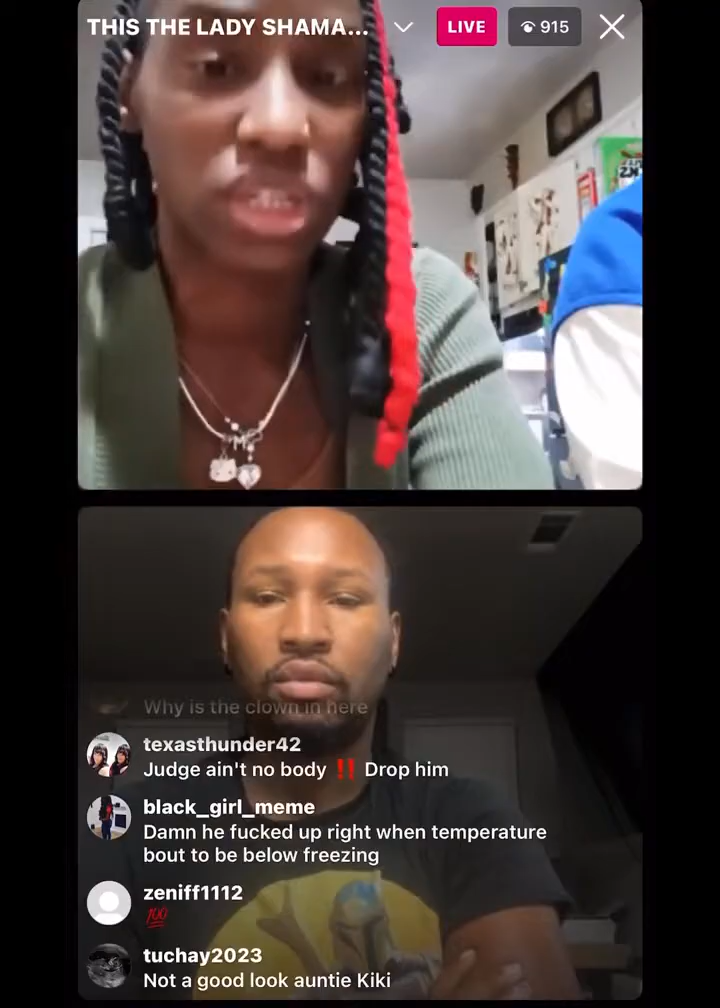 THIS THE LADY SHAMA...
LIVE
915
Why is the clown in here
texasthunder42
Judge ain't no body ‼️ Drop him
black_girl_meme
Damn he fucked up right when temperature
bout to be below freezing
zeniff1112
💯
tuchay2023
Not a good look auntie Kiki